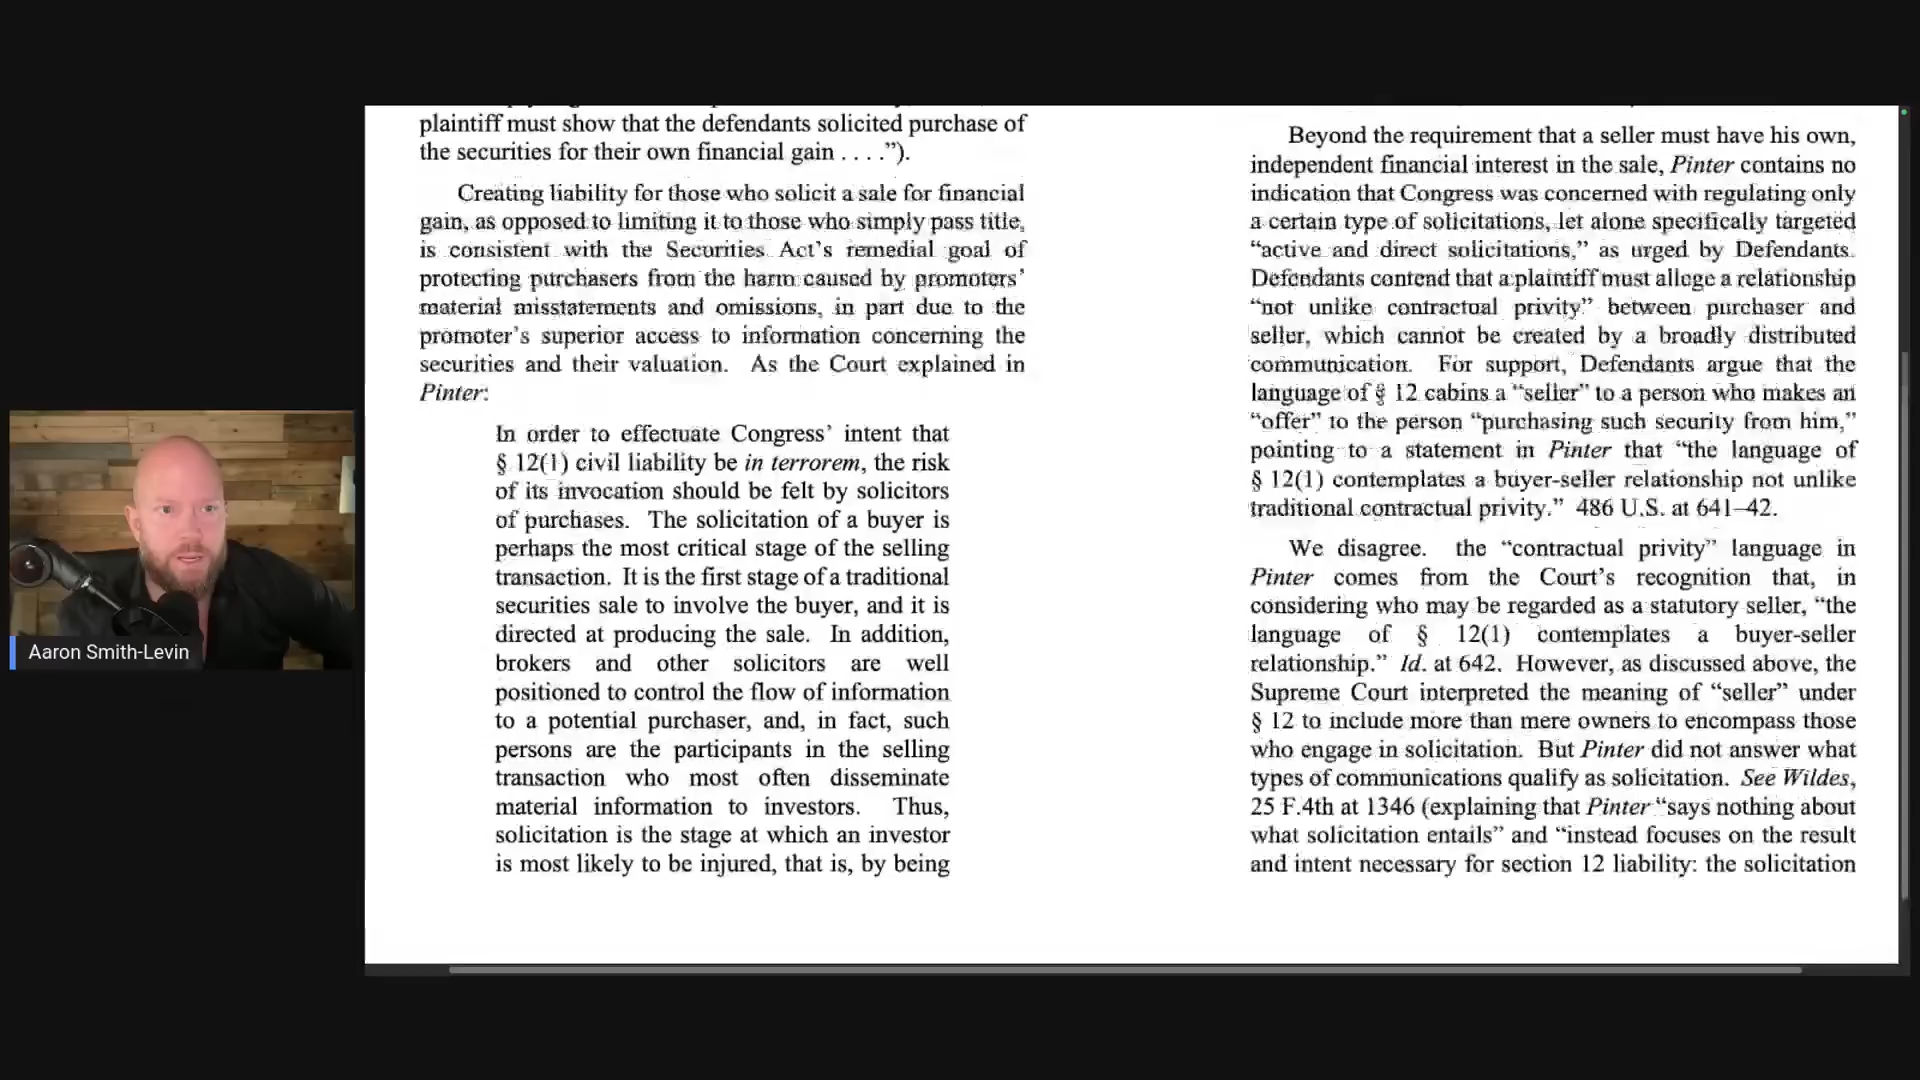 plaintiff must show that the defendants solicited purchase of
the securities for their own financial gain . . . .”).
Creating liability for those who solicit a sale for financial
gain, as opposed to limiting it to those who simply pass title,
is consistent with the Securities Act’s remedial goal of
protecting purchasers from the harm caused by promoters’
material misstatements and omissions, in part due to the
promoter’s superior access to information concerning the
securities and their valuation. As the Court explained in
Pinter:
In order to effectuate Congress’ intent that
§ 12(1) civil liability be in terrorem, the risk
of its invocation should be felt by solicitors
of purchases. The solicitation of a buyer is
perhaps the most critical stage of the selling
transaction. It is the first stage of a traditional
securities sale to involve the buyer, and it is
directed at producing the sale. In addition,
brokers and other solicitors are well
positioned to control the flow of information
to a potential purchaser, and, in fact, such
persons are the participants in the selling
transaction who most often disseminate
material information to investors. Thus,
solicitation is the stage at which an investor
is most likely to be injured, that is, by being
Beyond the requirement that a seller must have his own,
independent financial interest in the sale, Pinter contains no
indication that Congress was concerned with regulating only
a certain type of solicitations, let alone specifically targeted
“active and direct solicitations,” as urged by Defendants.
Defendants contend that a plaintiff must allege a relationship
“not unlike contractual privity” between purchaser and
seller, which cannot be created by a broadly distributed
communication. For support, Defendants argue that the
language of § 12 cabins a “seller” to a person who makes an
“offer” to the person “purchasing such security from him,”
pointing to a statement in Pinter that “the language of
§ 12(1) contemplates a buyer-seller relationship not unlike
traditional contractual privity.” 486 U.S. at 641–42.
We disagree. the “contractual privity” language in
Pinter comes from the Court’s recognition that, in
considering who may be regarded as a statutory seller, “the
language of § 12(1) contemplates a buyer-seller
relationship.” Id. at 642. However, as discussed above, the
Supreme Court interpreted the meaning of “seller” under
§ 12 to include more than mere owners to encompass those
who engage in solicitation. But Pinter did not answer what
types of communications qualify as solicitation. See Wildes,
25 F.4th at 1346 (explaining that Pinter “says nothing about
what solicitation entails” and “instead focuses on the result
and intent necessary for section 12 liability: the solicitation
Aaron Smith-Levin